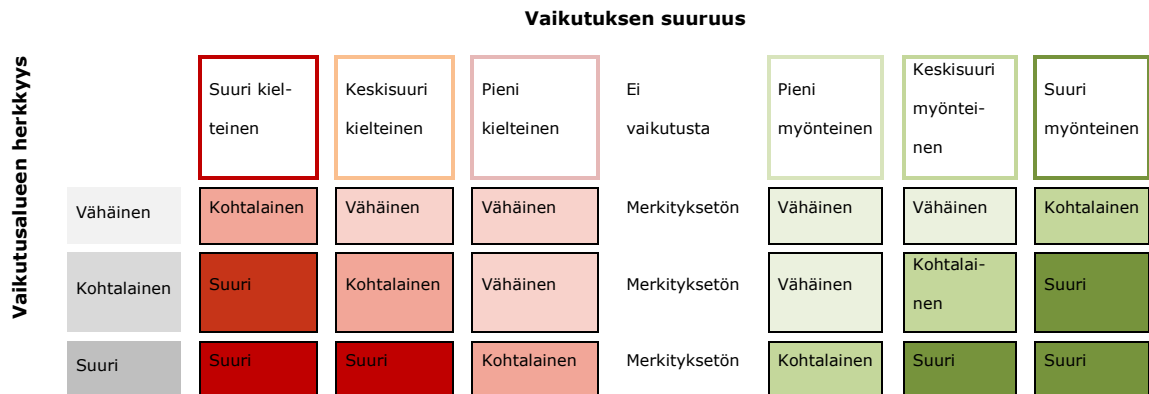 Vaikutuksen suuruus
Vaikutusalueen herkkyys
Suuri kiel-
teinen
Keskisuuri
kielteinen
Pieni
kielteinen
Ei
vaikutusta
Pieni
myönteinen
Keskisuuri
myöntei-
nen
Suuri
myönteinen
Vähäinen
Kohtalainen
Vähäinen
Vähäinen
Merkityksetön
Vähäinen
Vähäinen
Kohtalainen
Kohtalainen
Suuri
Kohtalainen
Vähäinen
Merkityksetön
Vähäinen
Kohtalai-
nen
Suuri
Suuri
Suuri
Suuri
Kohtalainen
Merkityksetön
Kohtalainen
Suuri
Suuri